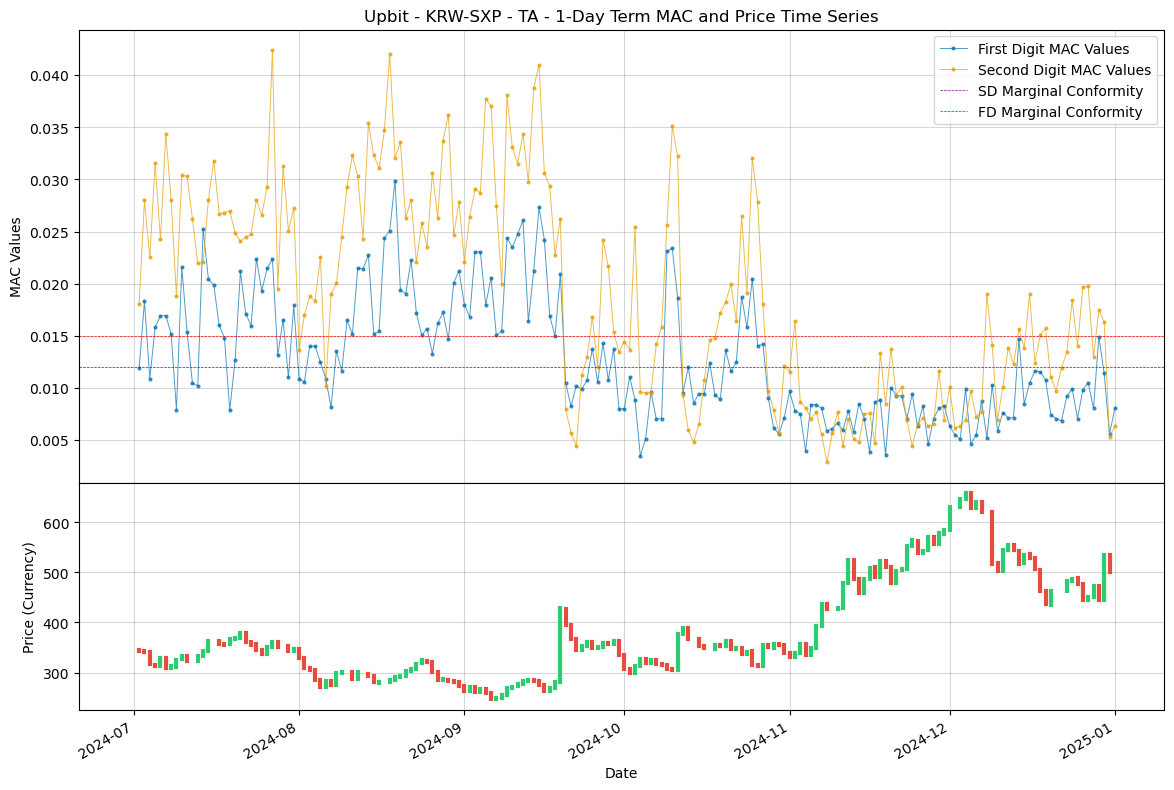 Upbit - KRW-SXP - TA - 1-Day Term MAC and Price Time Series
First Digit MAC Values
Second Digit MAC Values
SD Marginal Conformity
FD Marginal Conformity
MAC Values
0.040
0.035
0.030
0.025
0.020
0.015
0.010
0.005
Price (Currency)
600
500
400
300
2024-07
2024-08
2024-09
2024-10
2024-11
2024-12
2025-01
Date